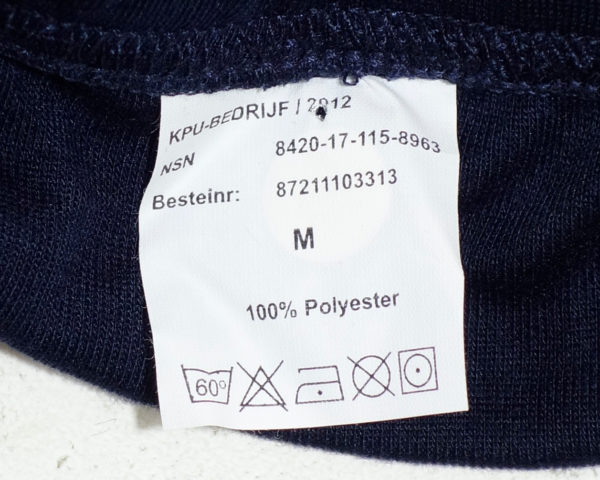 KPU-BEDRIJF / 2012
NSN 8420-17-115-8963
Besteinr: 87211103313
M
100% Polyester
60°